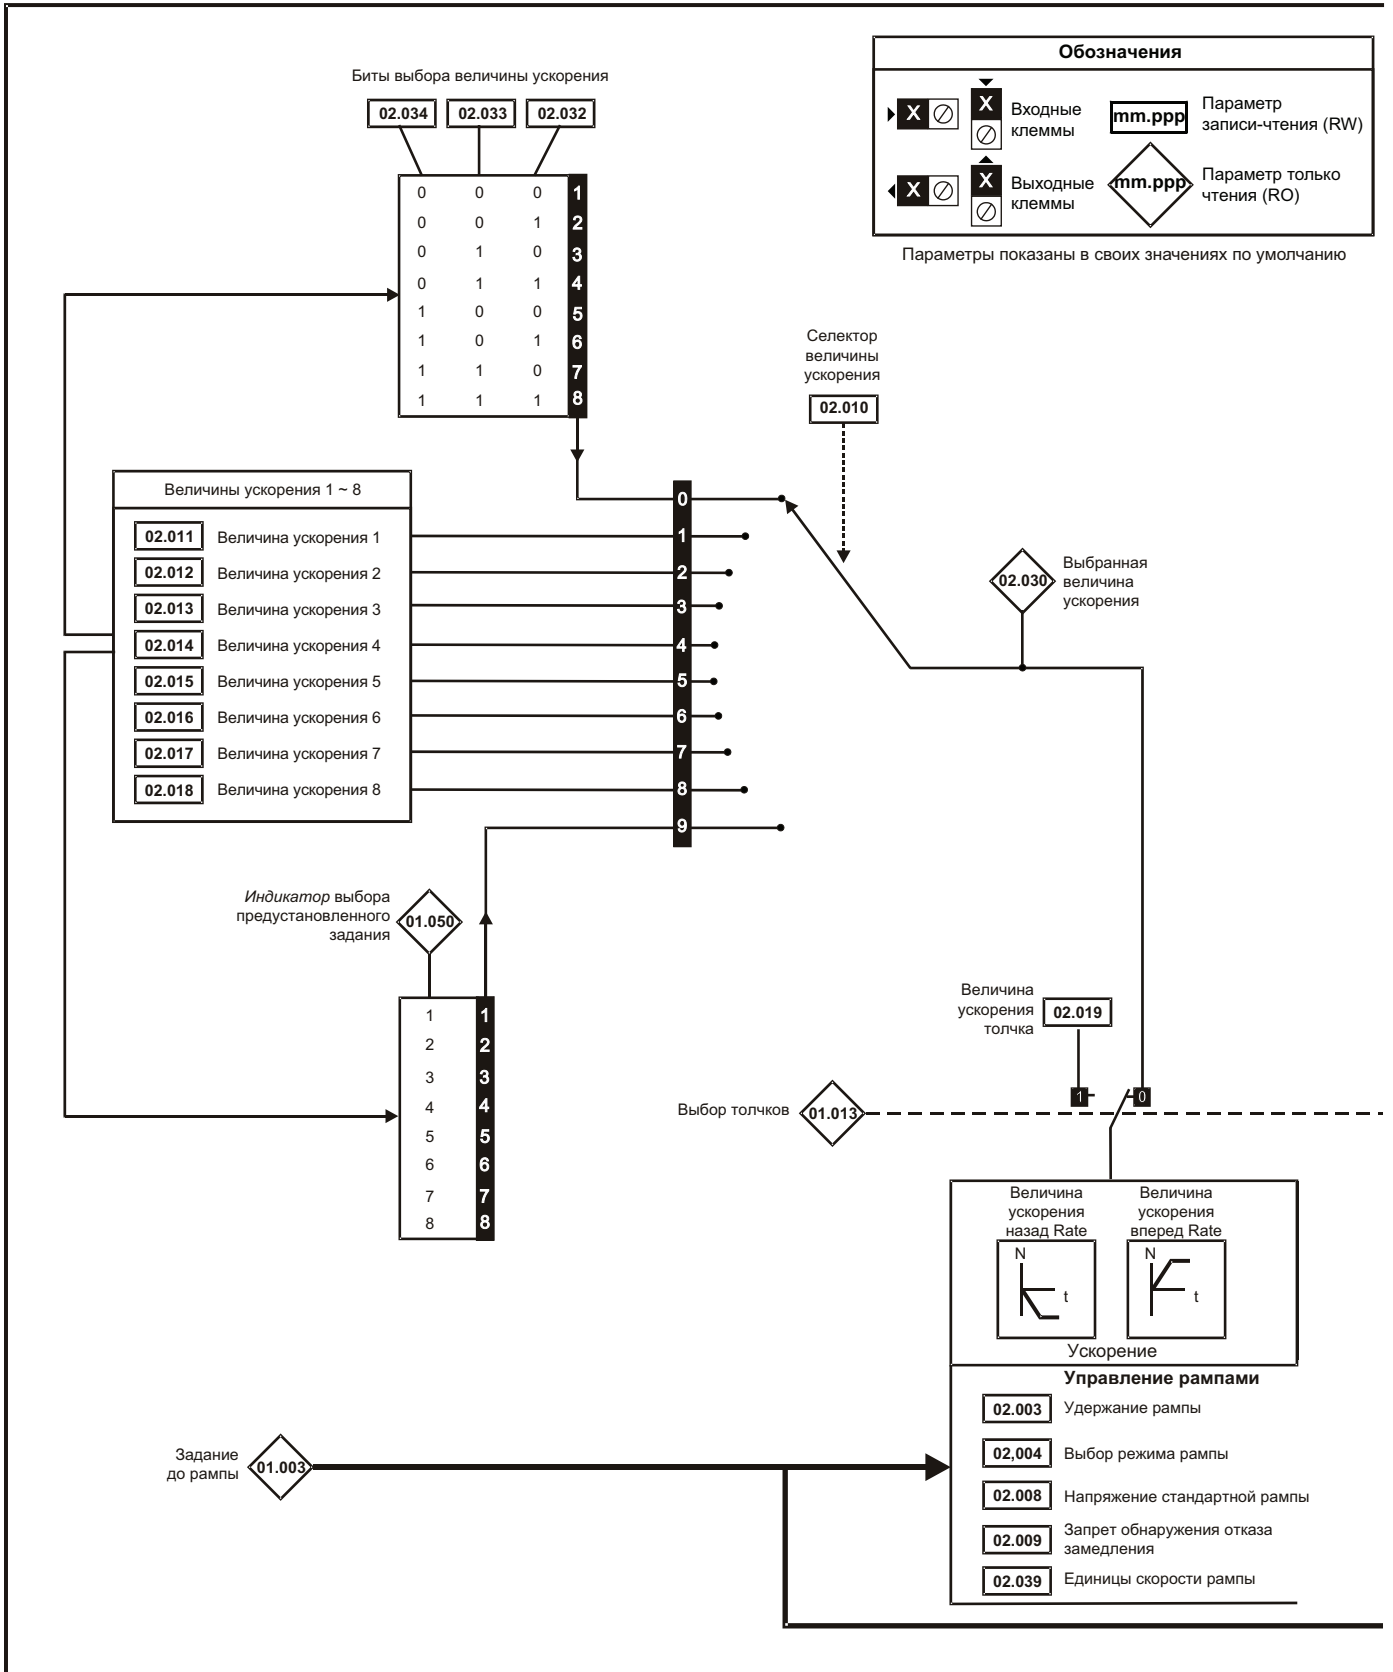 Обозначения
X
X
Входные
клеммы
mm.ppp
Параметр
записи-чтения (RW)
X
X
Выходные
клеммы
mm.ppp
Параметр только
чтения (RO)
Параметры показаны в своих значениях по умолчанию
Биты выбора величины ускорения
02.034 02.033 02.032
0 0 0 1
0 0 1 2
0 1 0 3
0 1 1 4
1 0 0 5
1 0 1 6
1 1 0 7
1 1 1 8
Селектор
величины
ускорения
02.010
Величины ускорения 1 ~ 8
02.011 Величина ускорения 1
02.012 Величина ускорения 2
02.013 Величина ускорения 3
02.014 Величина ускорения 4
02.015 Величина ускорения 5
02.016 Величина ускорения 6
02.017 Величина ускорения 7
02.018 Величина ускорения 8
0
1
2
3
4
5
6
7
8
9
02.030
Выбранная
величина
ускорения
Индикатор выбора
предустановленного
задания
01.050
1 1
2 2
3 3
4 4
5 5
6 6
7 7
8 8
Величина
ускорения
толчка
02.019
1 0
Выбор толчков 01.013
Величина
ускорения
назад Rate
N
t
Величина
ускорения
вперед Rate
N
t
Ускорение
Управление рампами
02.003 Удержание рампы
02,004 Выбор режима рампы
02.008 Напряжение стандартной рампы
02.009 Запрет обнаружения отказа
замедления
02.039 Единицы скорости рампы
Задание
до рампы
01.003